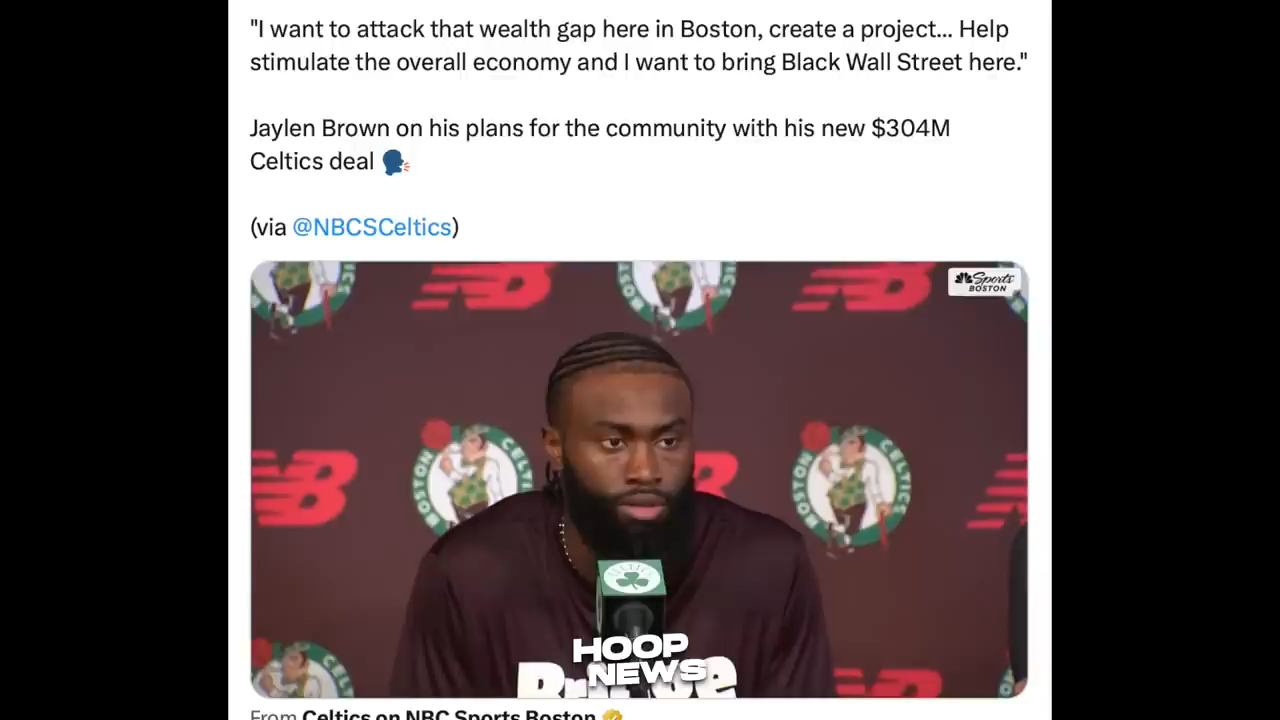 "I want to attack that wealth gap here in Boston, create a project... Help
stimulate the overall economy and I want to bring Black Wall Street here."
Jaylen Brown on his plans for the community with his new $304M
Celtics deal 🗣️
(via @NBCSCeltics)
Sports
BOSTON
BOSTON CELTICS
BOSTON CELTICS
HOOP
NEWS
From Celtics on NBC Sports Boston